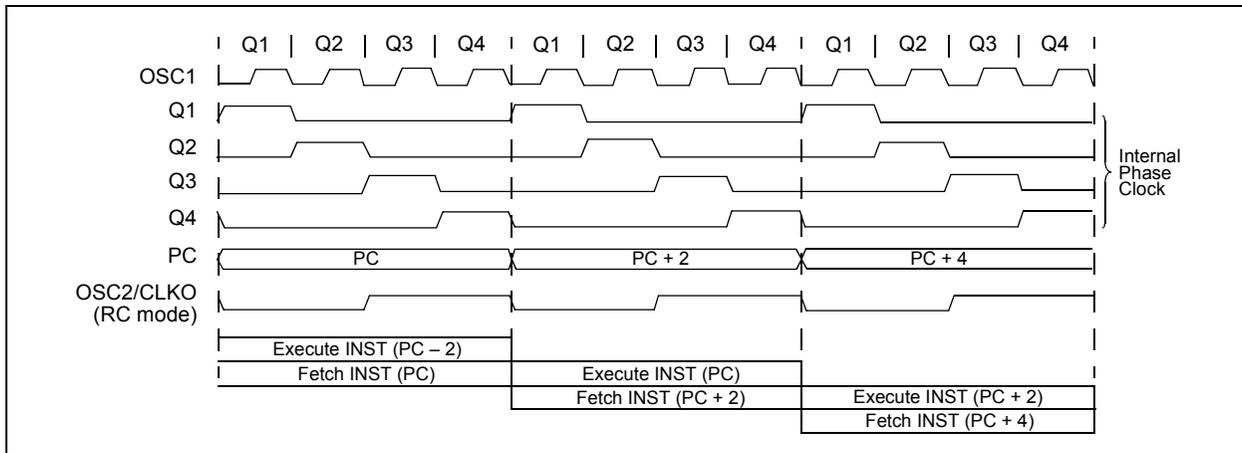 Q1 Q2 Q3 Q4 Q1 Q2 Q3 Q4 Q1 Q2 Q3 Q4
OSC1
Q1
Q2
Q3
Q4
Internal
Phase
Clock
PC PC PC + 2 PC + 4
OSC2/CLKO
(RC mode)
Execute INST (PC – 2)
Fetch INST (PC) Execute INST (PC)
Fetch INST (PC + 2) Execute INST (PC + 2)
Fetch INST (PC + 4)